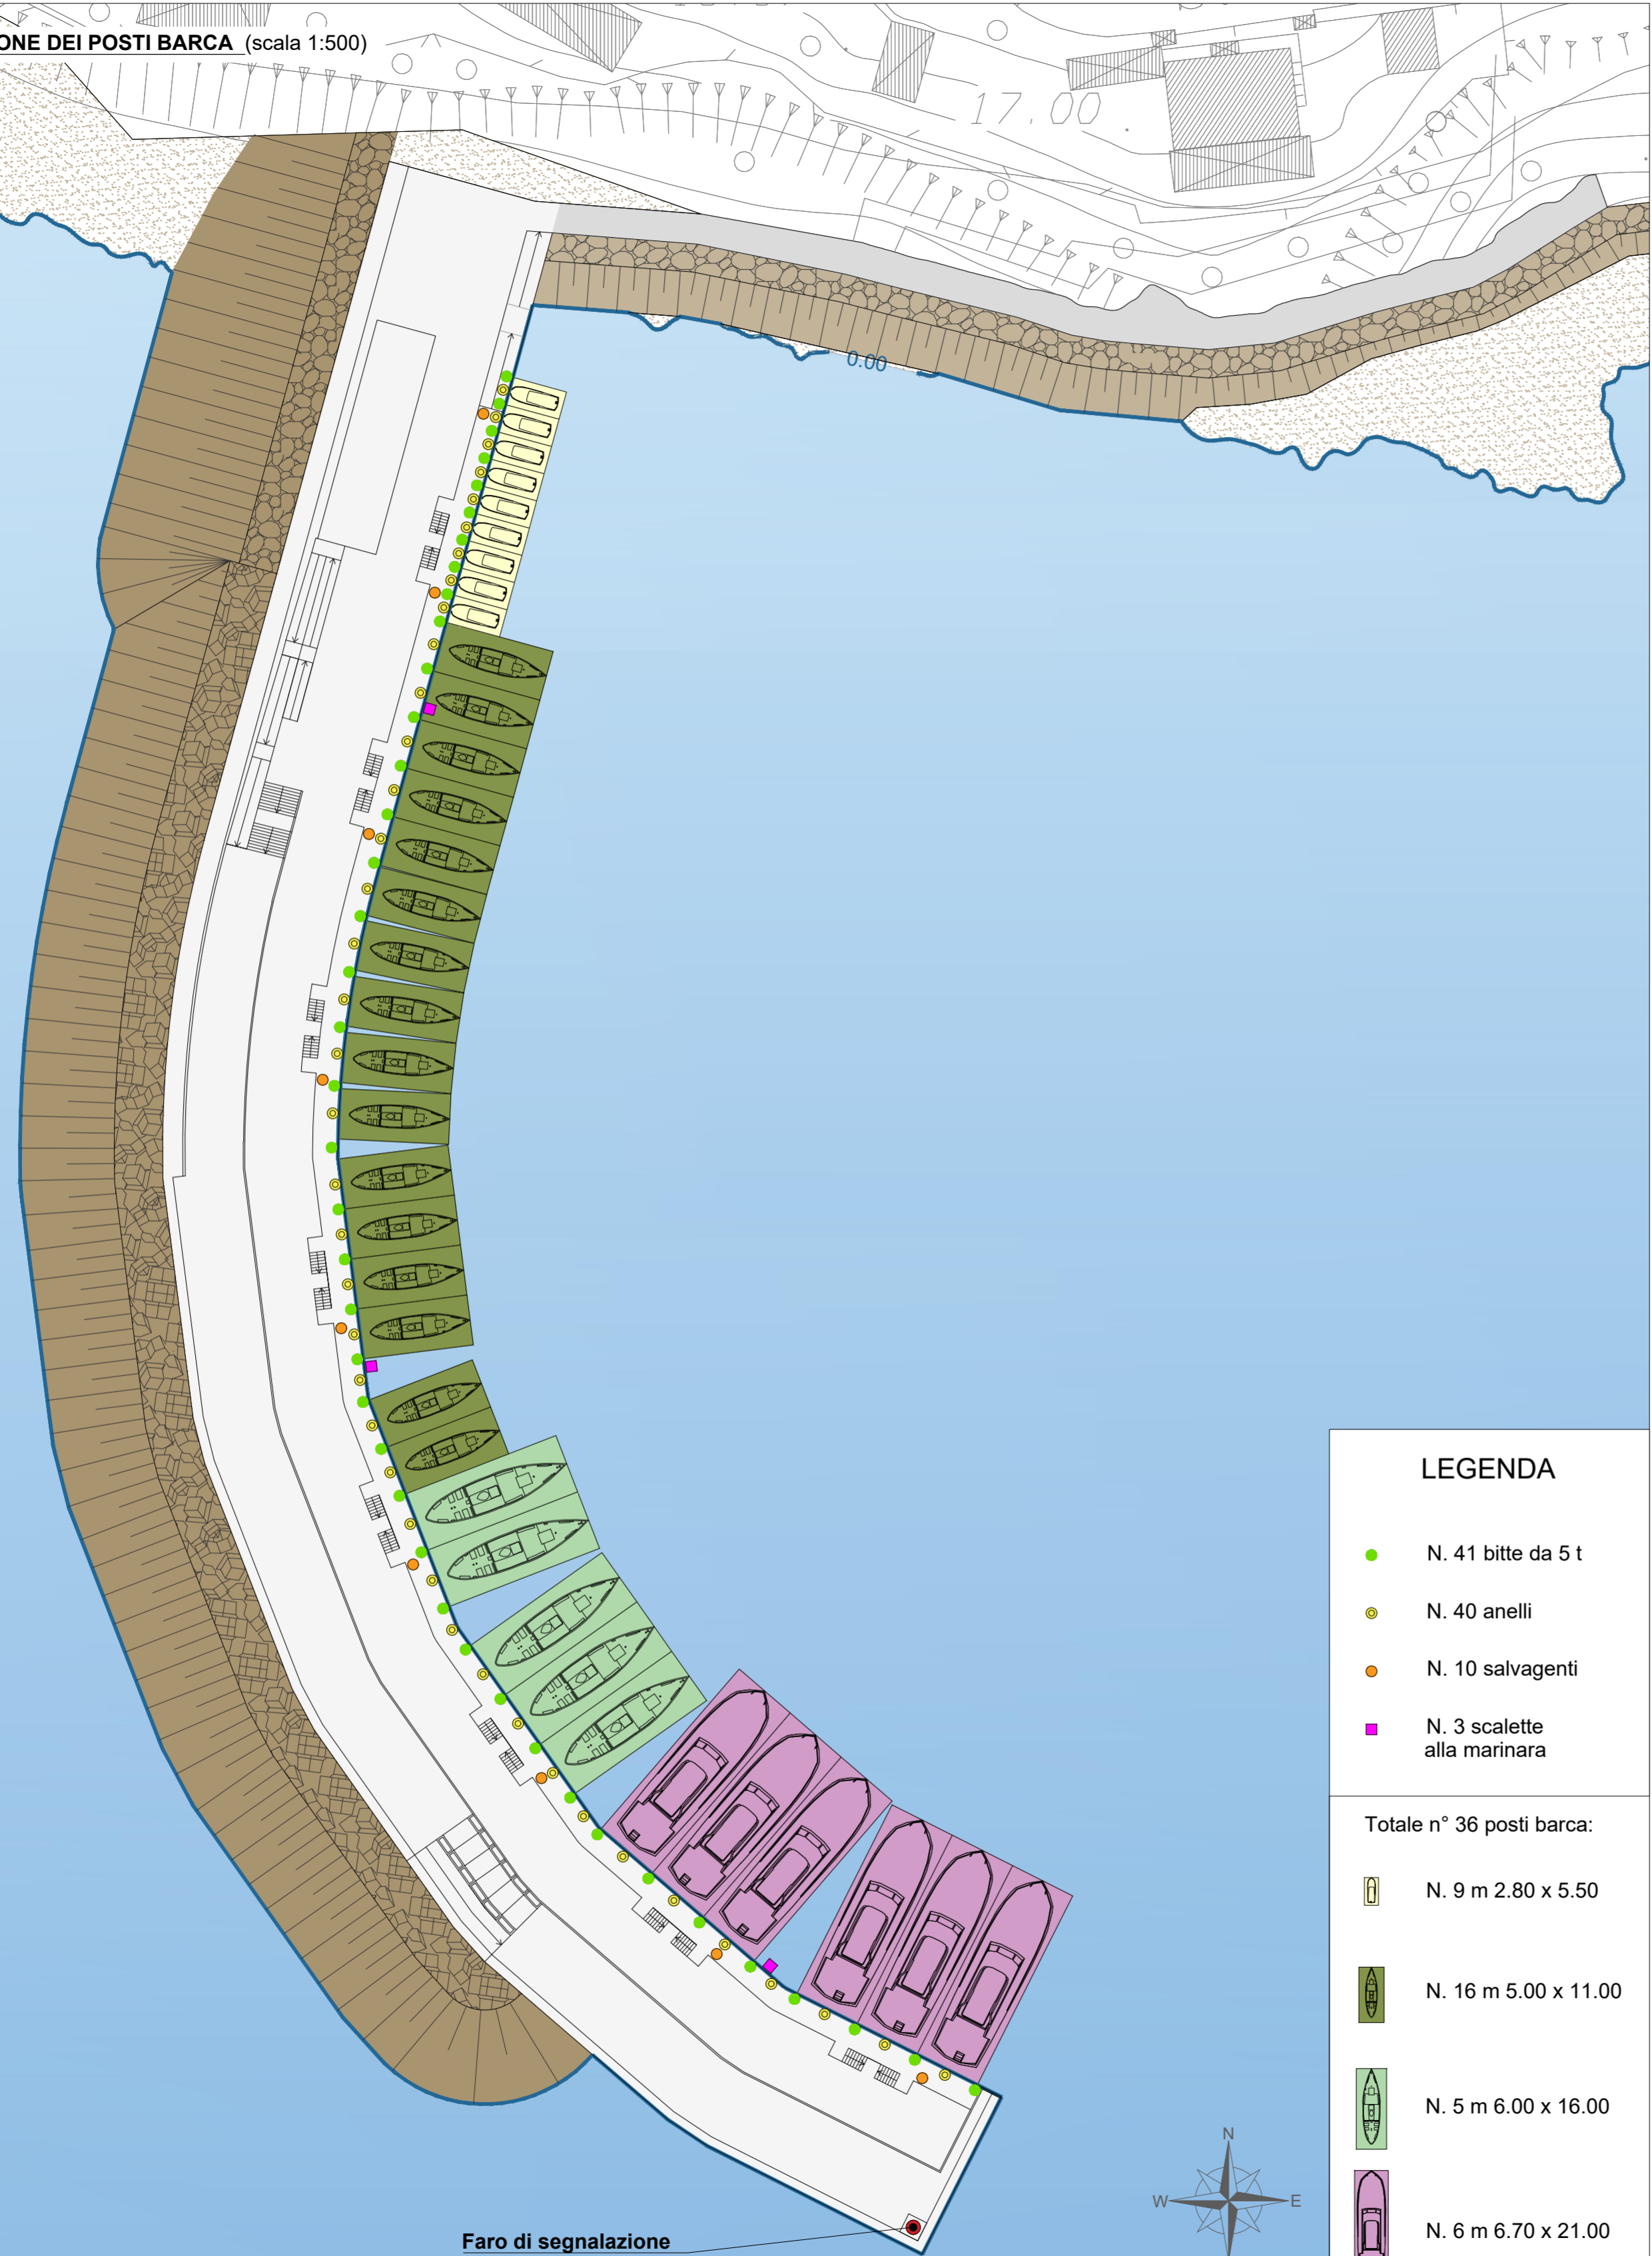 ONE DEI POSTI BARCA (scala 1:500)
17.00
0.00
LEGENDA
N. 41 bitte da 5 t
N. 40 anelli
N. 10 salvagenti
N. 3 scalette
alla marinara
Totale n° 36 posti barca:
N. 9 m 2.80 x 5.50
N. 16 m 5.00 x 11.00
N. 5 m 6.00 x 16.00
N. 6 m 6.70 x 21.00
N
W
E
Faro di segnalazione